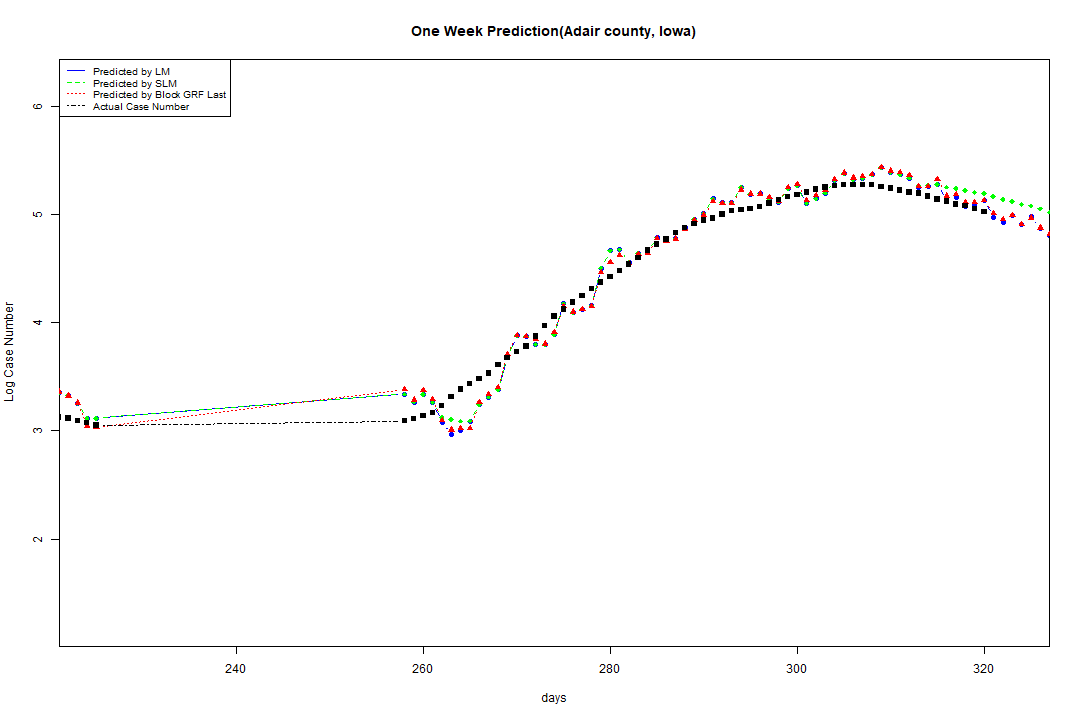 One Week Prediction(Adair county, Iowa)
Predicted by LM
Predicted by SLM
Predicted by Block GRF Last
Actual Case Number
6
5
4
3
2
Log Case Number
240 260 280 300 320
days